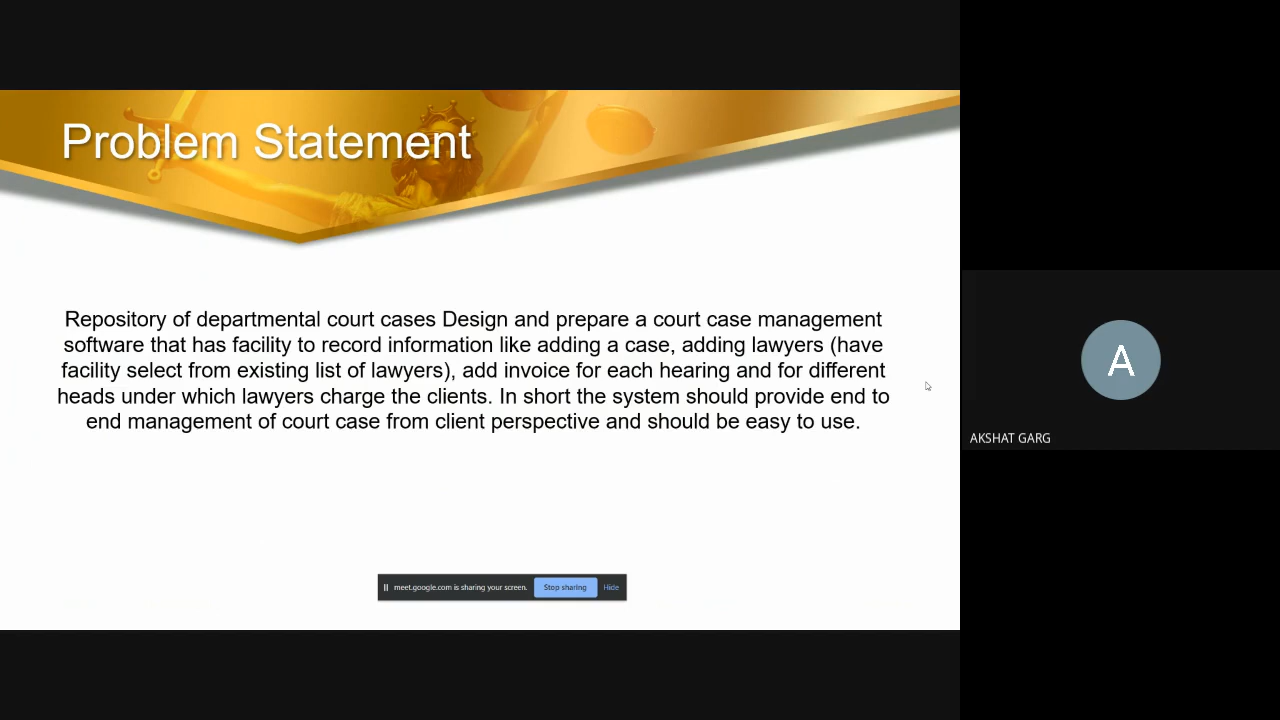 Problem Statement
Repository of departmental court cases Design and prepare a court case management
software that has facility to record information like adding a case, adding lawyers (have
facility select from existing list of lawyers), add invoice for each hearing and for different
heads under which lawyers charge the clients. In short the system should provide end to
end management of court case from client perspective and should be easy to use.
meet.google.com is sharing your screen. Stop sharing Hide
A
AKSHAT GARG